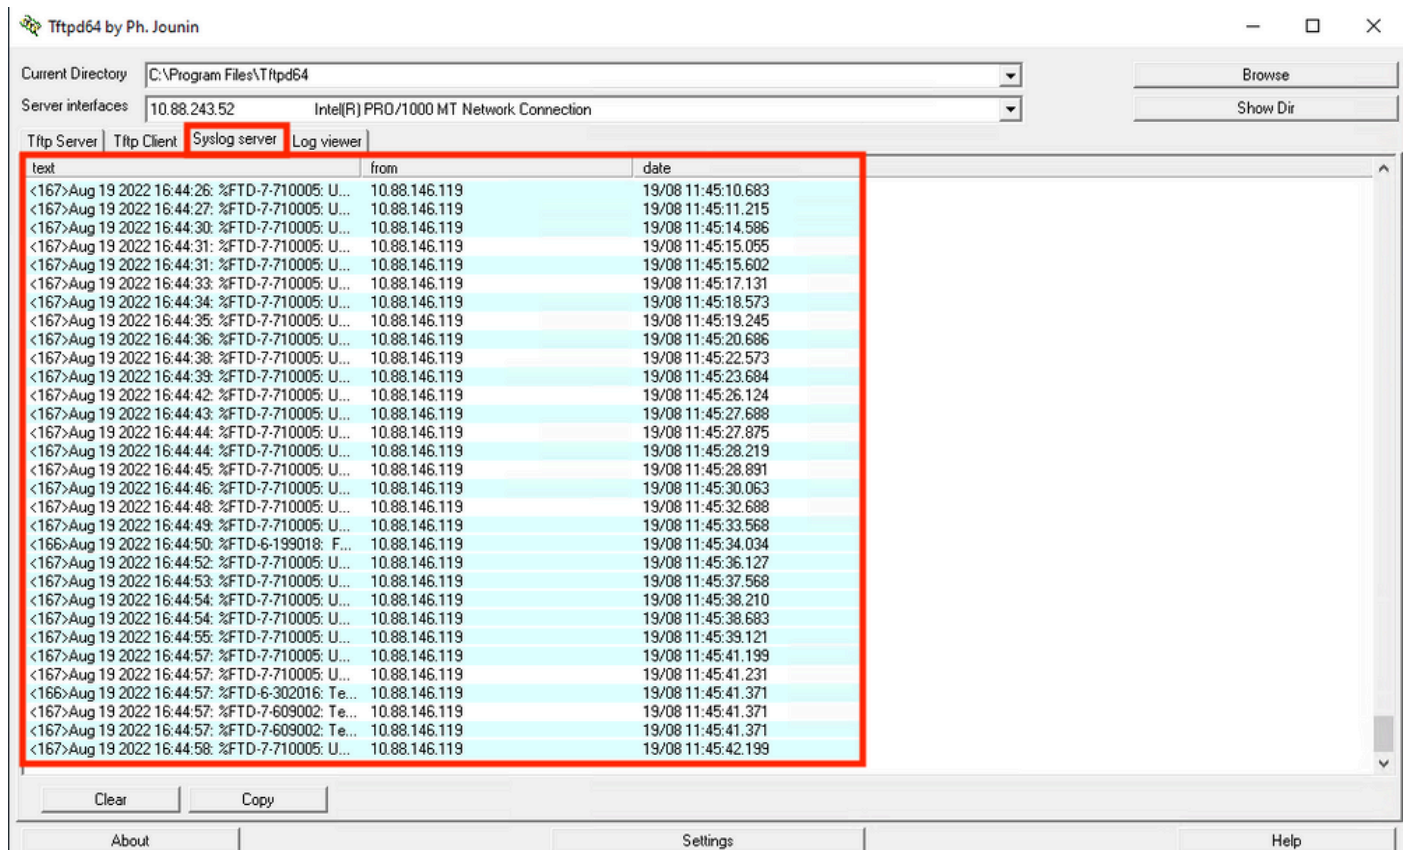 Tftpd64 by Ph. Jounin
Current Directory C:\Program Files\Tftpd64 Browse
Server interfaces 10.88.243.52 Intel(R) PRO/1000 MT Network Connection Show Dir
Tftp Server Tftp Client Syslog server Log viewer
text from date
<167>Aug 19 2022 16:44:26: %FTD-7-710005: U... 10.88.146.119 19/08 11:45:10.683
<167>Aug 19 2022 16:44:27: %FTD-7-710005: U... 10.88.146.119 19/08 11:45:11.215
<167>Aug 19 2022 16:44:30: %FTD-7-710005: U... 10.88.146.119 19/08 11:45:14.586
<167>Aug 19 2022 16:44:31: %FTD-7-710005: U... 10.88.146.119 19/08 11:45:15.055
<167>Aug 19 2022 16:44:31: %FTD-7-710005: U... 10.88.146.119 19/08 11:45:15.602
<167>Aug 19 2022 16:44:33: %FTD-7-710005: U... 10.88.146.119 19/08 11:45:17.131
<167>Aug 19 2022 16:44:34: %FTD-7-710005: U... 10.88.146.119 19/08 11:45:18.573
<167>Aug 19 2022 16:44:35: %FTD-7-710005: U... 10.88.146.119 19/08 11:45:19.245
<167>Aug 19 2022 16:44:36: %FTD-7-710005: U... 10.88.146.119 19/08 11:45:20.686
<167>Aug 19 2022 16:44:38: %FTD-7-710005: U... 10.88.146.119 19/08 11:45:22.573
<167>Aug 19 2022 16:44:39: %FTD-7-710005: U... 10.88.146.119 19/08 11:45:23.684
<167>Aug 19 2022 16:44:42: %FTD-7-710005: U... 10.88.146.119 19/08 11:45:26.124
<167>Aug 19 2022 16:44:43: %FTD-7-710005: U... 10.88.146.119 19/08 11:45:27.688
<167>Aug 19 2022 16:44:44: %FTD-7-710005: U... 10.88.146.119 19/08 11:45:27.875
<167>Aug 19 2022 16:44:44: %FTD-7-710005: U... 10.88.146.119 19/08 11:45:28.219
<167>Aug 19 2022 16:44:45: %FTD-7-710005: U... 10.88.146.119 19/08 11:45:28.891
<167>Aug 19 2022 16:44:46: %FTD-7-710005: U... 10.88.146.119 19/08 11:45:30.063
<167>Aug 19 2022 16:44:48: %FTD-7-710005: U... 10.88.146.119 19/08 11:45:32.688
<167>Aug 19 2022 16:44:49: %FTD-7-710005: U... 10.88.146.119 19/08 11:45:33.568
<166>Aug 19 2022 16:44:50: %FTD-6-199018: F... 10.88.146.119 19/08 11:45:34.034
<167>Aug 19 2022 16:44:52: %FTD-7-710005: U... 10.88.146.119 19/08 11:45:36.127
<167>Aug 19 2022 16:44:53: %FTD-7-710005: U... 10.88.146.119 19/08 11:45:37.568
<167>Aug 19 2022 16:44:54: %FTD-7-710005: U... 10.88.146.119 19/08 11:45:38.210
<167>Aug 19 2022 16:44:54: %FTD-7-710005: U... 10.88.146.119 19/08 11:45:38.683
<167>Aug 19 2022 16:44:55: %FTD-7-710005: U... 10.88.146.119 19/08 11:45:39.121
<167>Aug 19 2022 16:44:57: %FTD-7-710005: U... 10.88.146.119 19/08 11:45:41.199
<167>Aug 19 2022 16:44:57: %FTD-7-710005: U... 10.88.146.119 19/08 11:45:41.231
<166>Aug 19 2022 16:44:57: %FTD-6-302016: Te... 10.88.146.119 19/08 11:45:41.371
<167>Aug 19 2022 16:44:57: %FTD-7-609002: Te... 10.88.146.119 19/08 11:45:41.371
<167>Aug 19 2022 16:44:57: %FTD-7-609002: Te... 10.88.146.119 19/08 11:45:41.371
<167>Aug 19 2022 16:44:58: %FTD-7-710005: U... 10.88.146.119 19/08 11:45:42.199
Clear Copy
About Settings Help